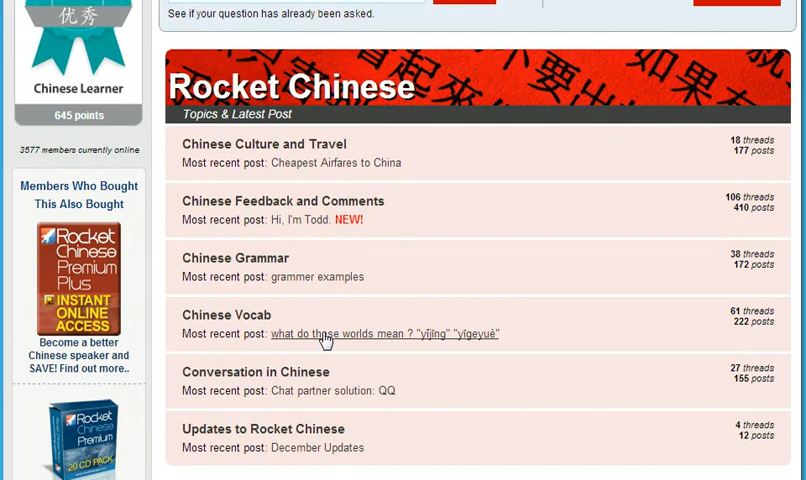 优秀
Chinese Learner
645 points
3577 members currently online
Members Who Bought
This Also Bought
Rocket
Chinese
Premium
Plus
INSTANT
ONLINE
ACCESS
Become a better
Chinese speaker and
SAVE! Find out more..
Rocket
Chinese
Premium
20 CD PACK
See if your question has already been asked.
Rocket Chinese
Topics & Latest Post
Chinese Culture and Travel
18 threads
Most recent post: Cheapest Airfares to China
177 posts
Chinese Feedback and Comments
106 threads
410 posts
Most recent post: Hi, I'm Todd. NEW!
Chinese Grammar
38 threads
172 posts
Most recent post: grammer examples
Chinese Vocab
61 threads
222 posts
Most recent post: what do those worlds mean ? "yǐjīng" "yīgeyuè"
Conversation in Chinese
27 threads
155 posts
Most recent post: Chat partner solution: QQ
Updates to Rocket Chinese
4 threads
12 posts
Most recent post: December Updates